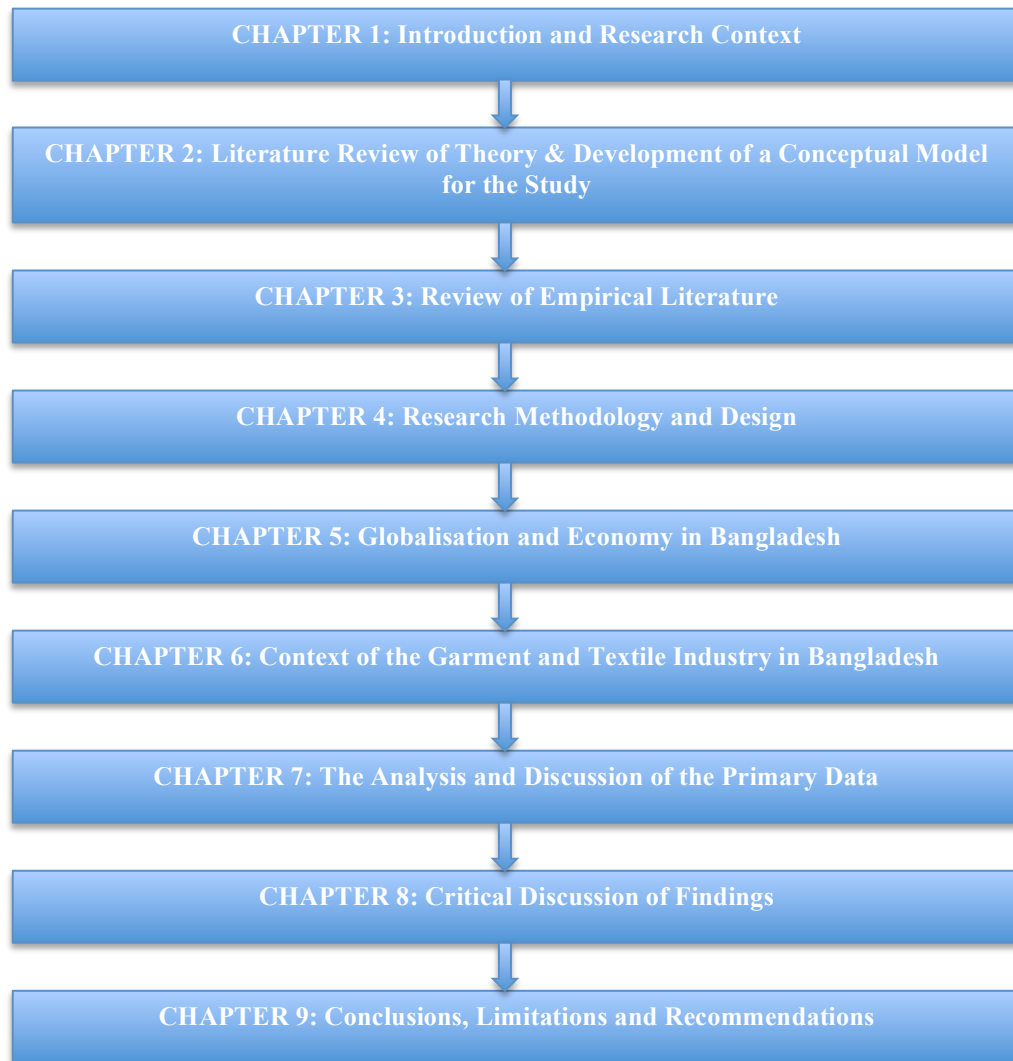 CHAPTER 1: Introduction and Research Context
CHAPTER 2: Literature Review of Theory & Development of a Conceptual Model
for the Study
CHAPTER 3: Review of Empirical Literature
CHAPTER 4: Research Methodology and Design
CHAPTER 5: Globalisation and Economy in Bangladesh
CHAPTER 6: Context of the Garment and Textile Industry in Bangladesh
CHAPTER 7: The Analysis and Discussion of the Primary Data
CHAPTER 8: Critical Discussion of Findings
CHAPTER 9: Conclusions, Limitations and Recommendations